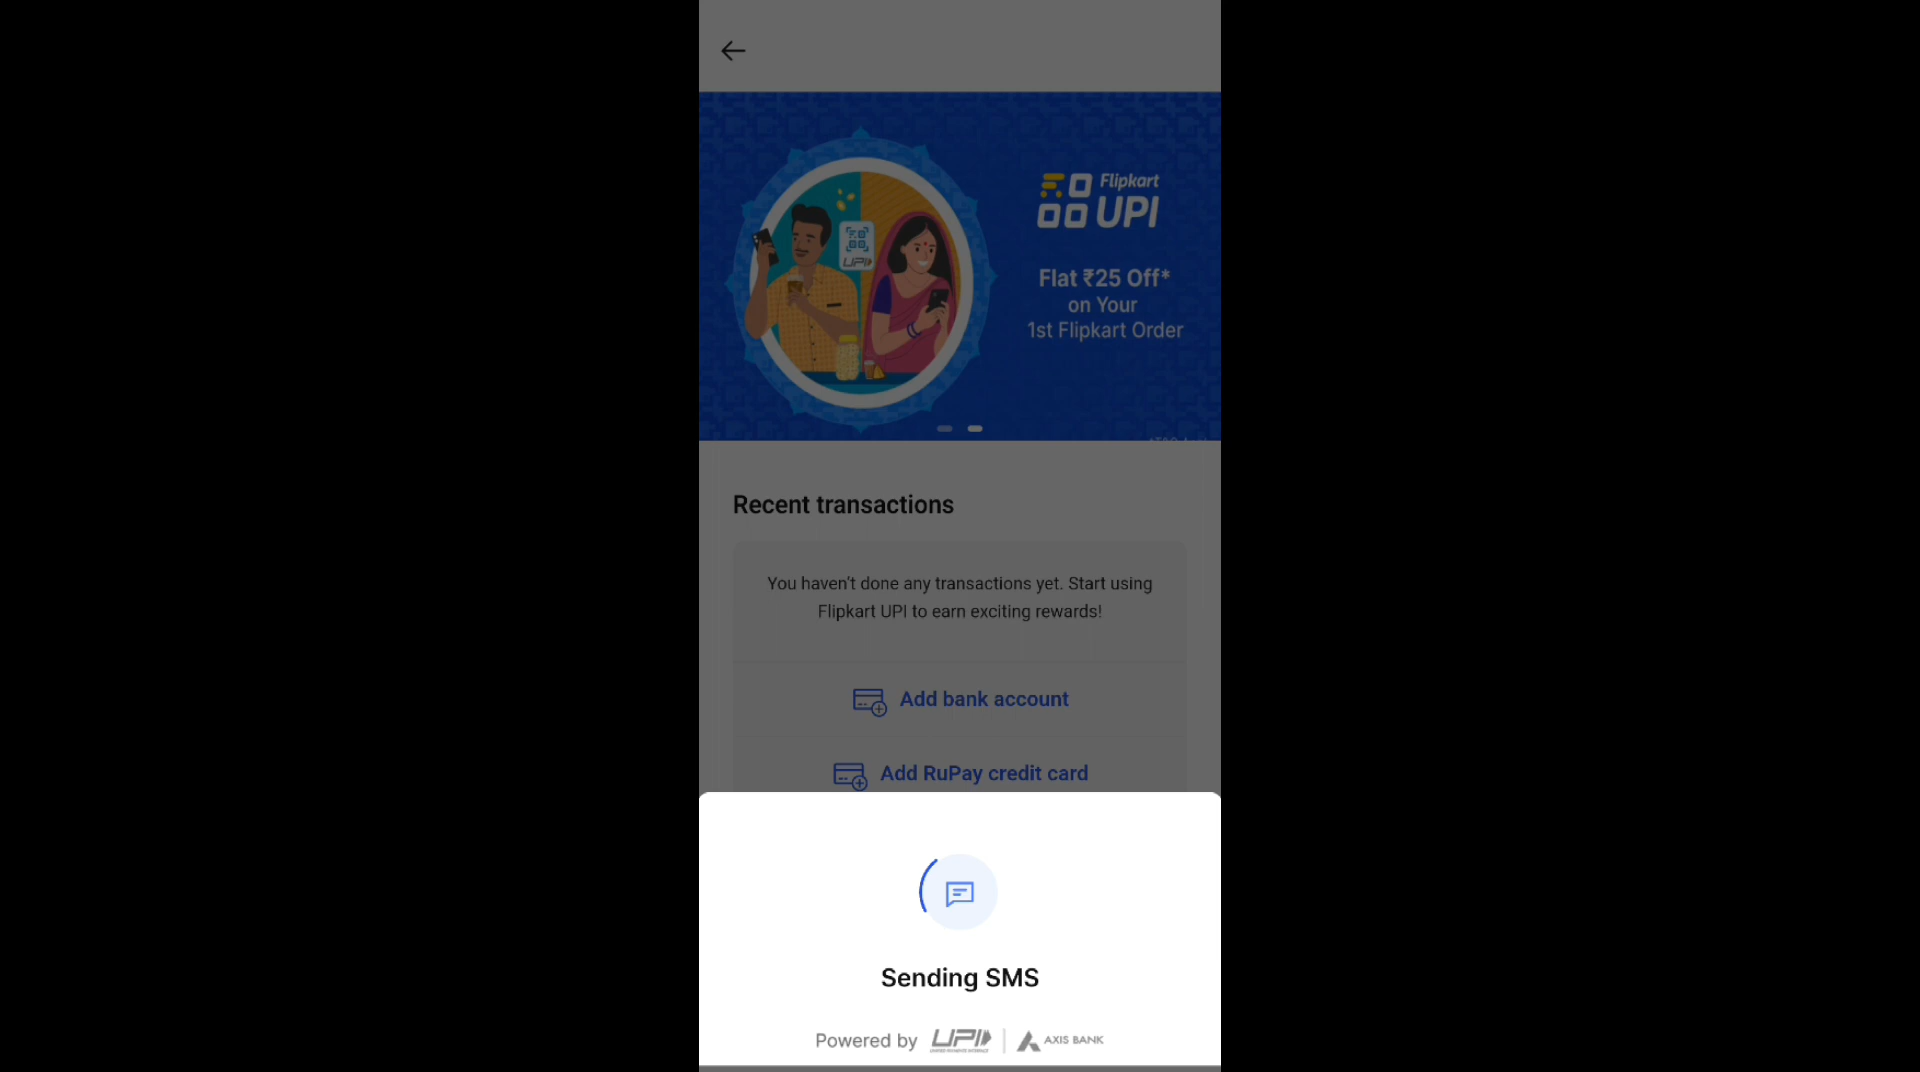 Flipkart
UPI
UPI
Flat ₹25 Off*
on Your
1st Flipkart Order
Recent transactions
You haven't done any transactions yet. Start using
Flipkart UPI to earn exciting rewards!
Add bank account
Add RuPay credit card
Sending SMS
Powered by UPI | AXIS BANK
UNIFIED PAYMENTS INTERFACE